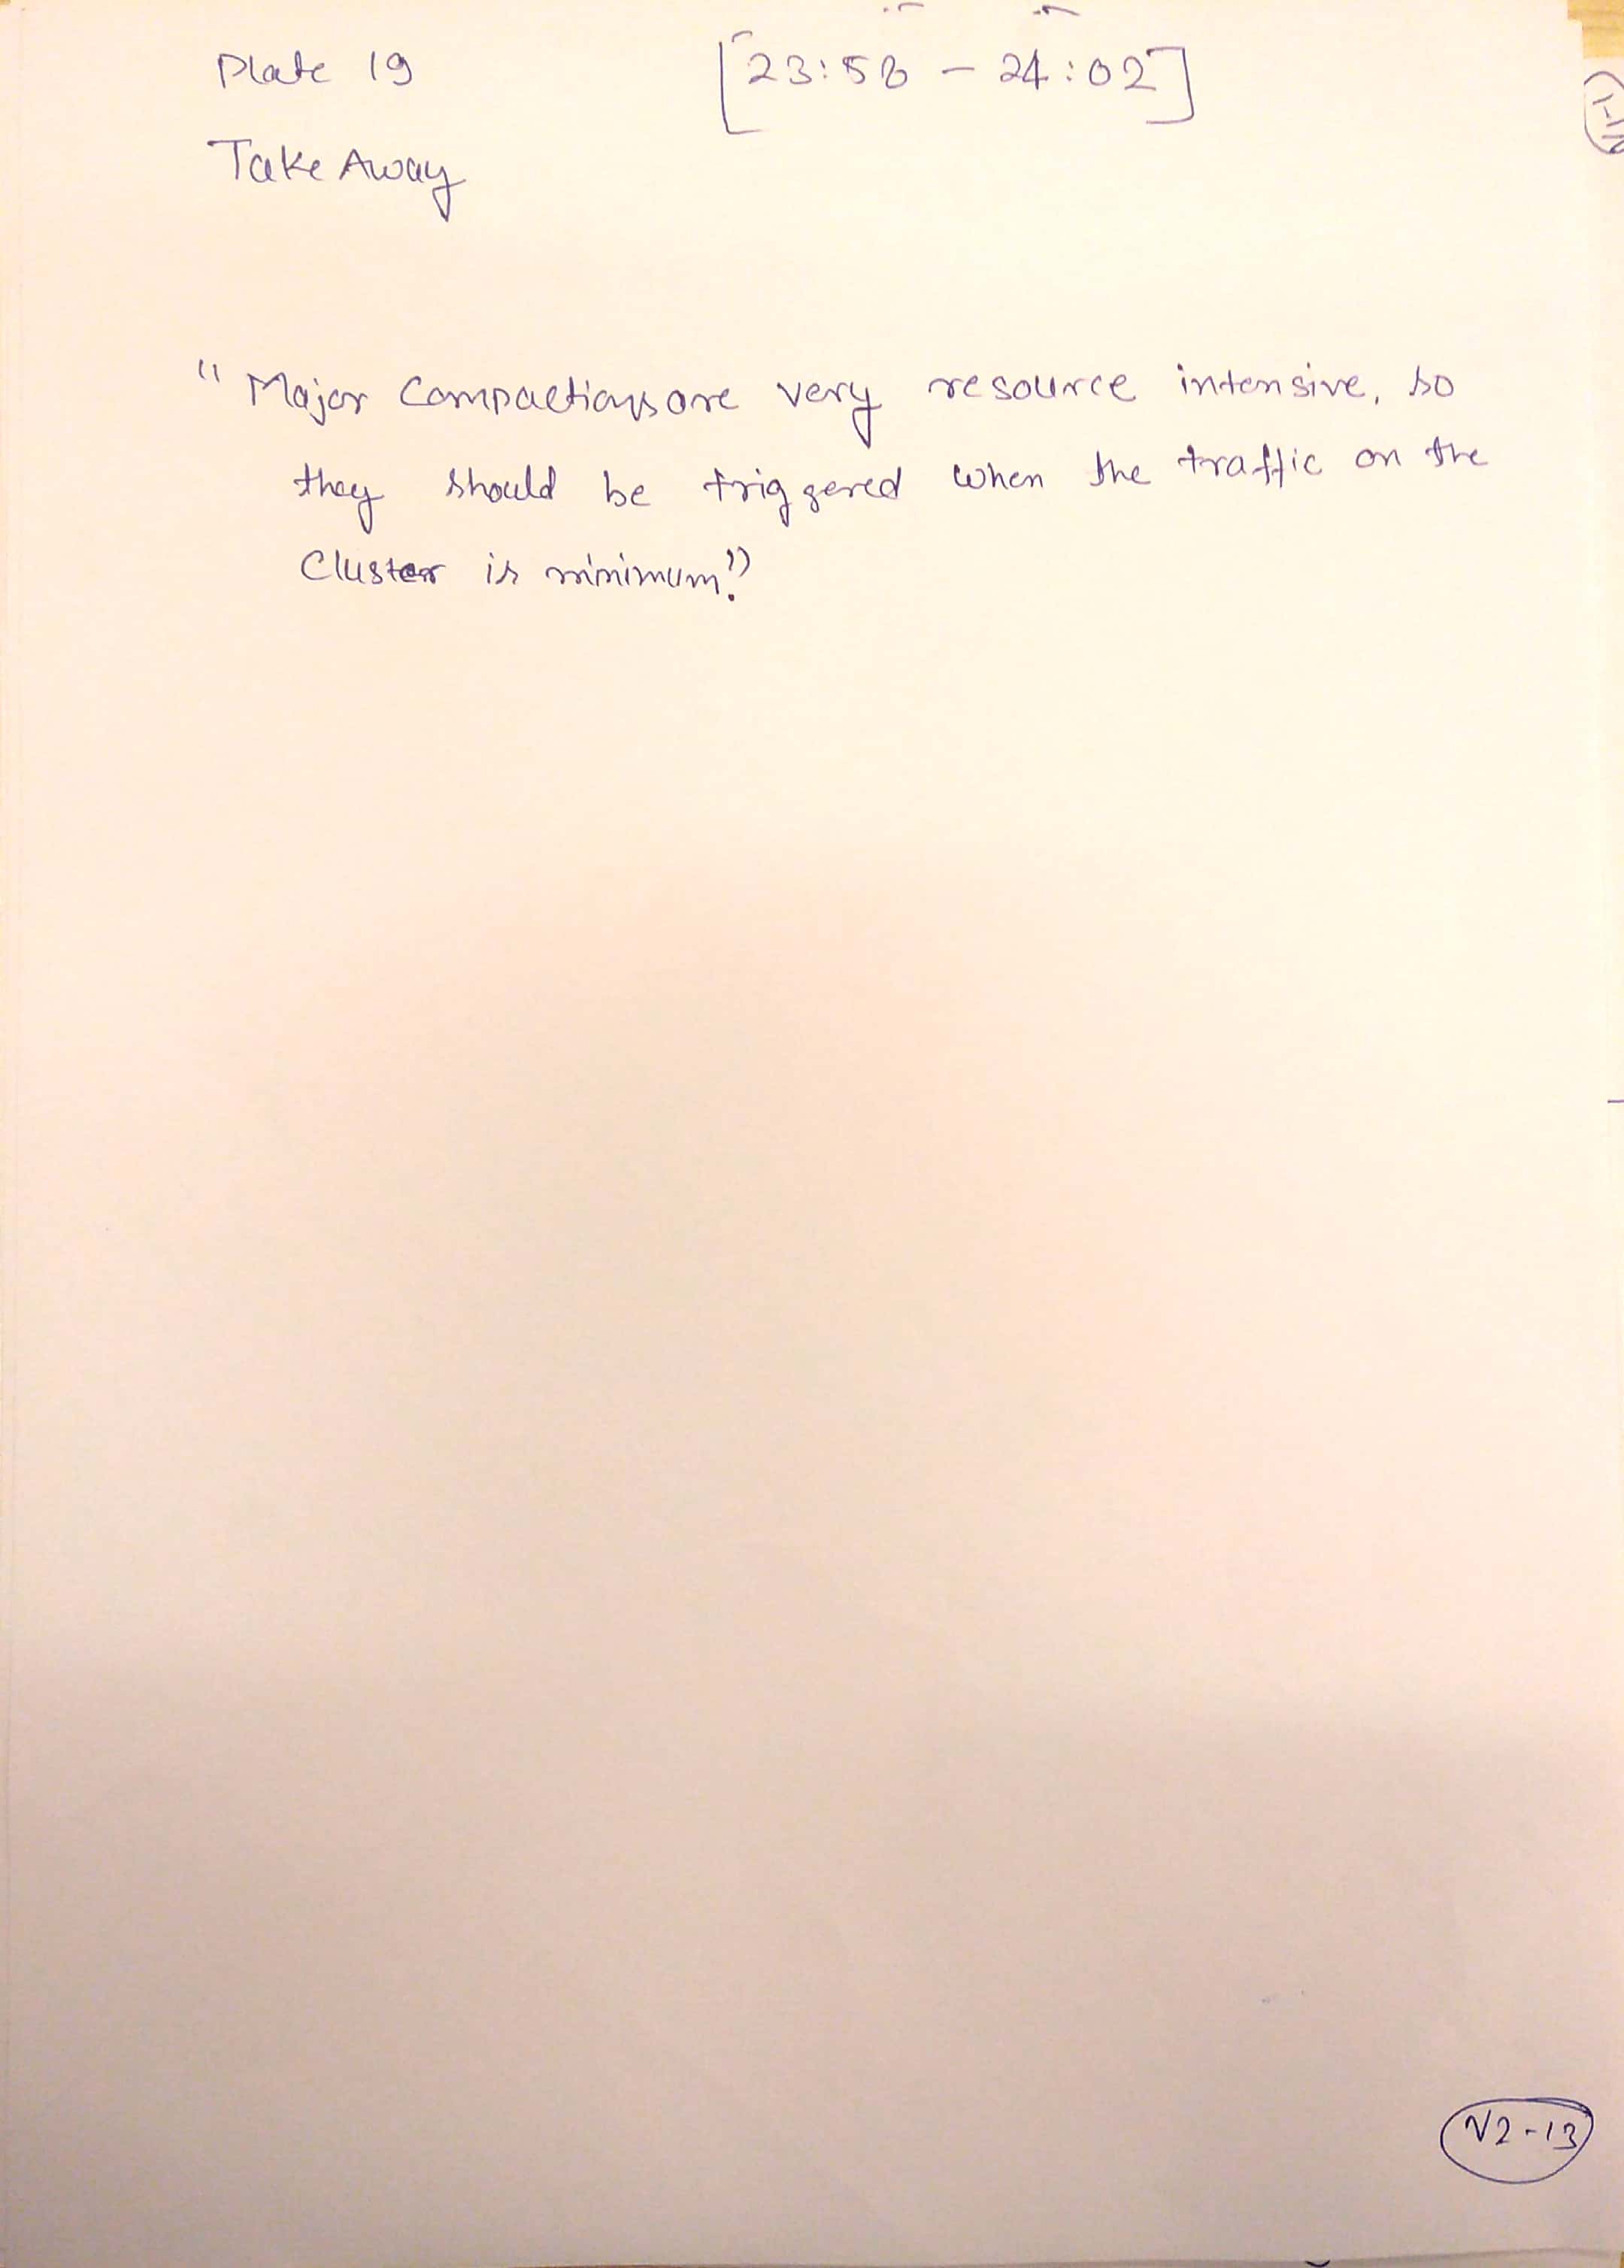 Plate 19 [23:58 - 24:02]
Take Away
"Major Compactions are very resource intensive, so
they should be triggered when the traffic on the
Cluster is minimum."
V2-13